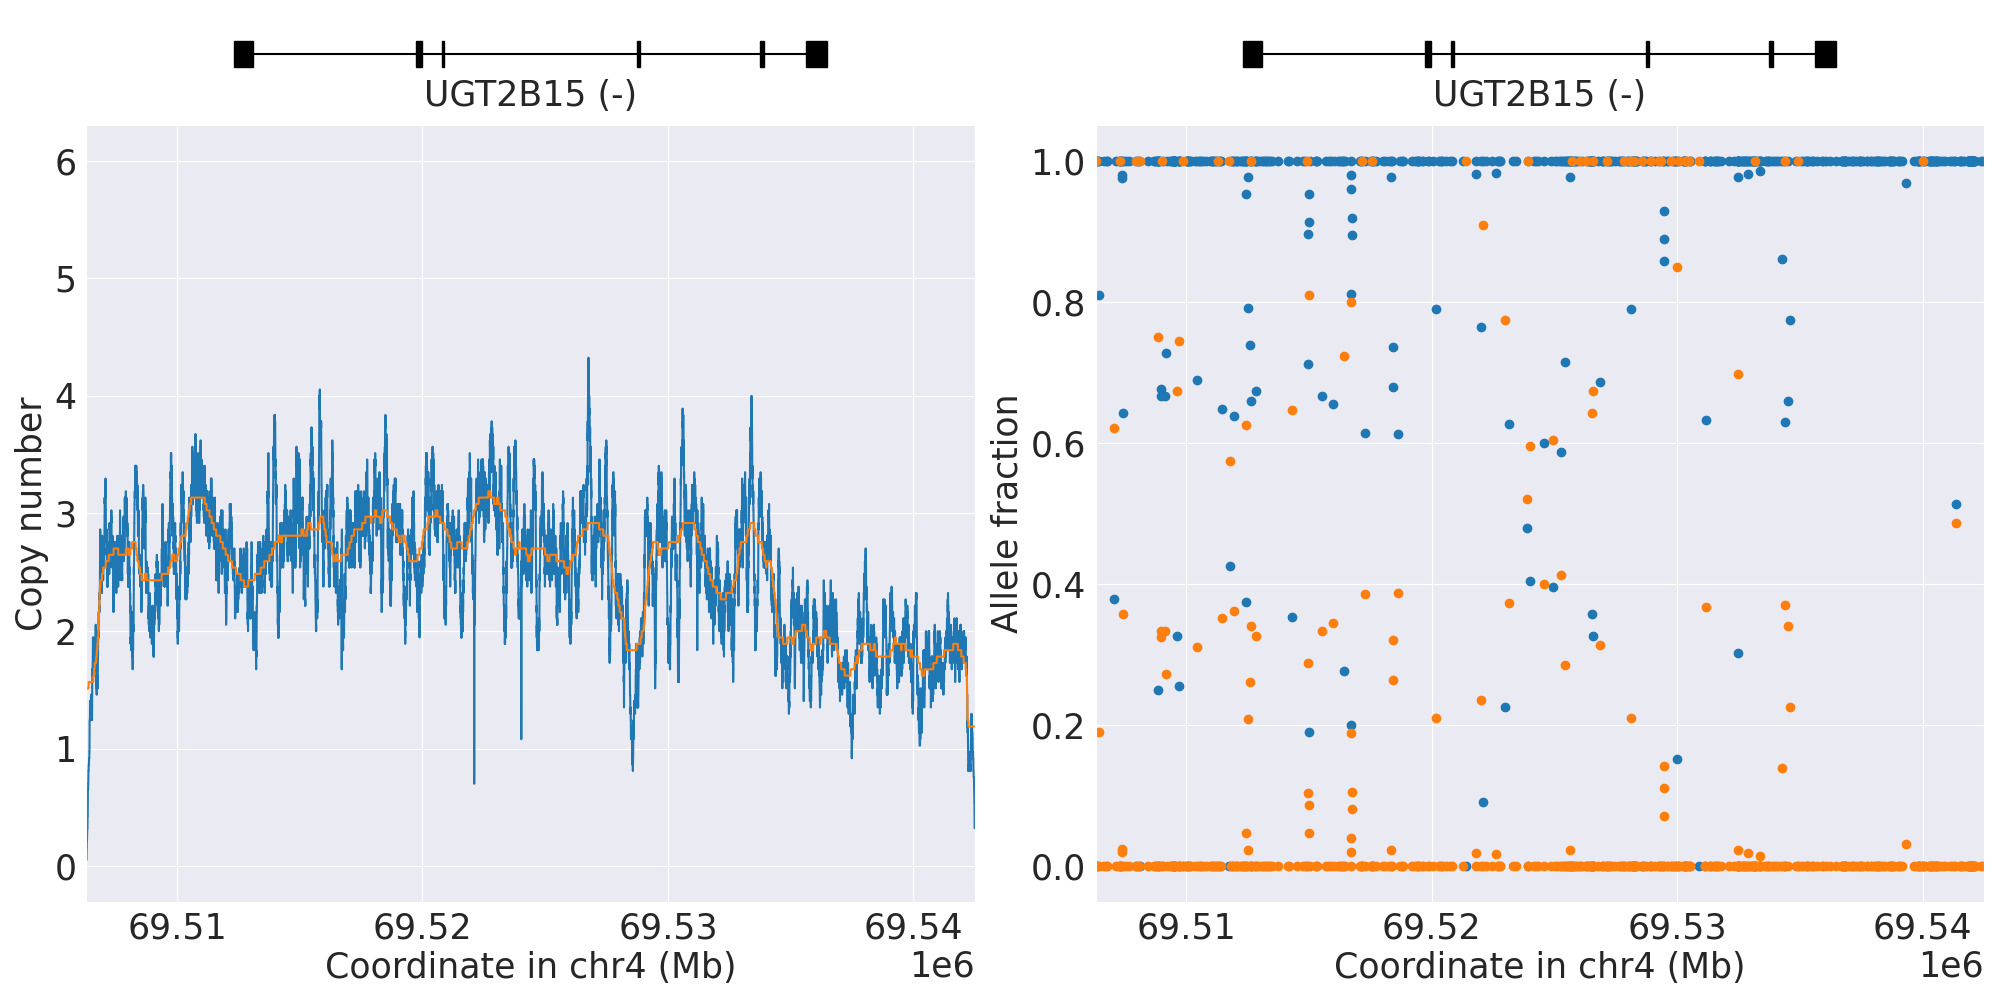 UGT2B15 (-)
UGT2B15 (-)
6
5
4
3
2
1
0
Copy number
69.51 69.52 69.53 69.54
Coordinate in chr4 (Mb)
1e6
1.0
0.8
0.6
0.4
0.2
0.0
Allele fraction
69.51 69.52 69.53 69.54
Coordinate in chr4 (Mb)
1e6